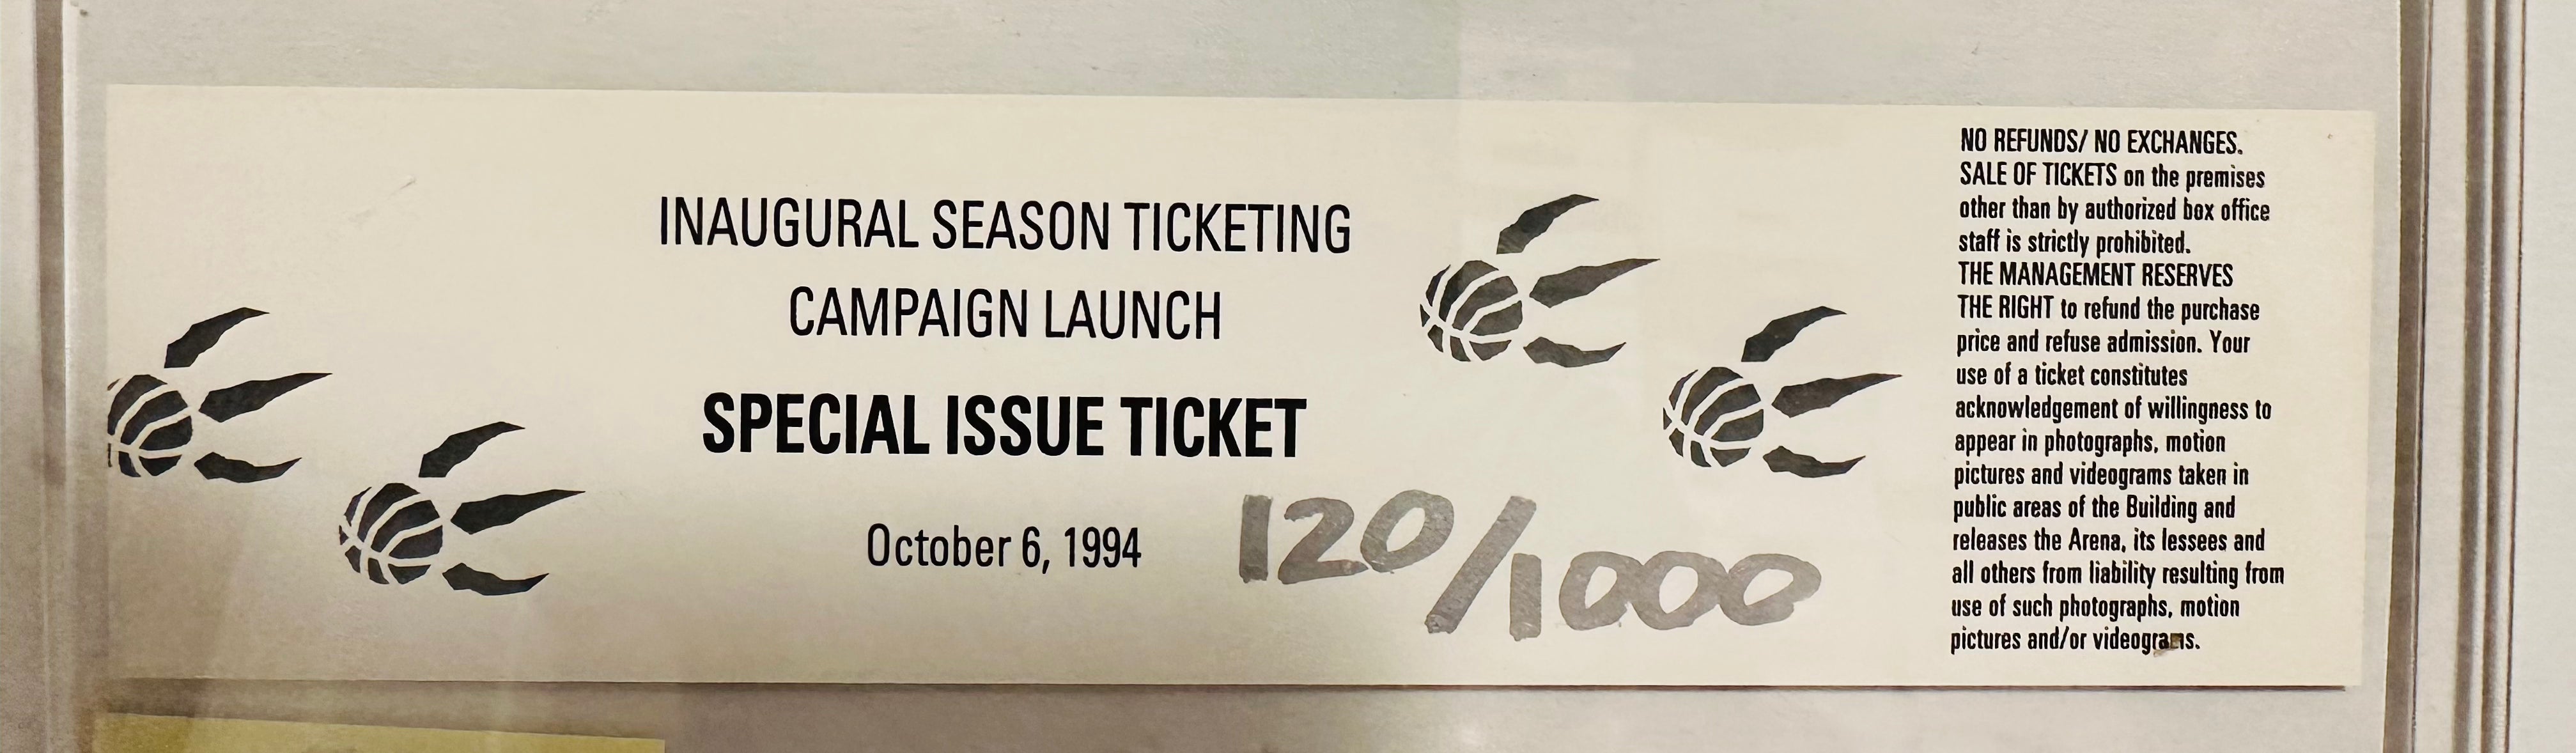 INAUGURAL SEASON TICKETING
CAMPAIGN LAUNCH
SPECIAL ISSUE TICKET
October 6, 1994
120/1000
NO REFUNDS/ NO EXCHANGES.
SALE OF TICKETS on the premises
other than by authorized box office
staff is strictly prohibited.
THE MANAGEMENT RESERVES
THE RIGHT to refund the purchase
price and refuse admission. Your
use of a ticket constitutes
acknowledgement of willingness to
appear in photographs, motion
pictures and videograms taken in
public areas of the Building and
releases the Arena, its lessees and
all others from liability resulting from
use of such photographs, motion
pictures and/or videograms.